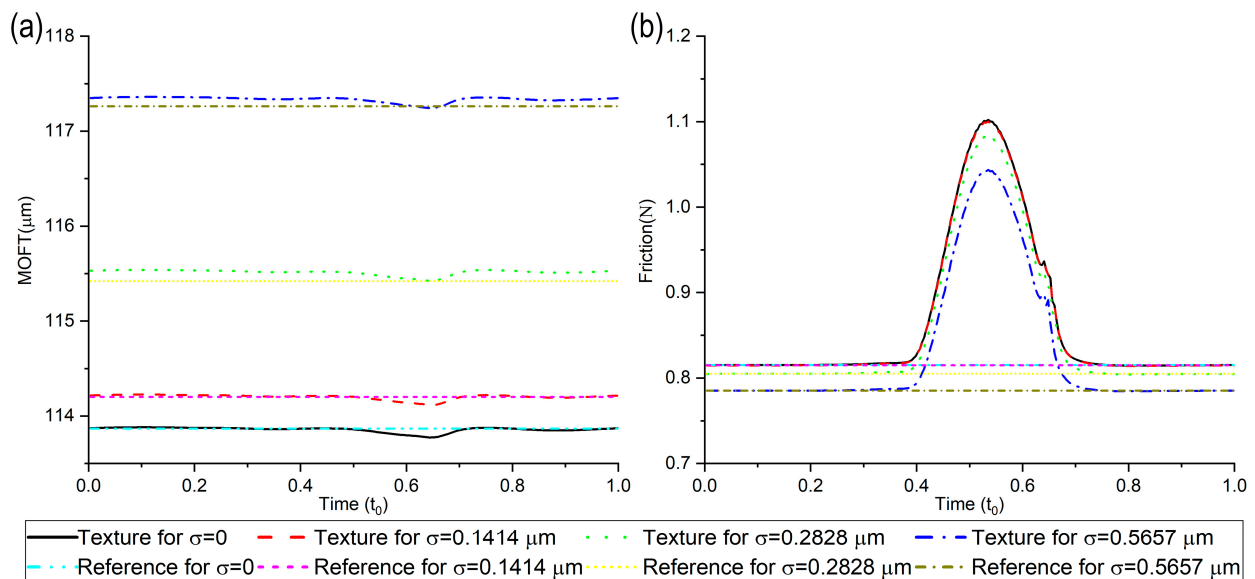 (a)
118
117
116
115
114
MOFT(μm)
0.0 0.2 0.4 0.6 0.8 1.0
Time (t0)
(b)
1.2
1.1
1.0
0.9
0.8
0.7
Friction(N)
0.0 0.2 0.4 0.6 0.8 1.0
Time (t0)
Texture for σ=0 Texture for σ=0.1414 μm Texture for σ=0.2828 μm Texture for σ=0.5657 μm
Reference for σ=0 Reference for σ=0.1414 μm Reference for σ=0.2828 μm Reference for σ=0.5657 μm